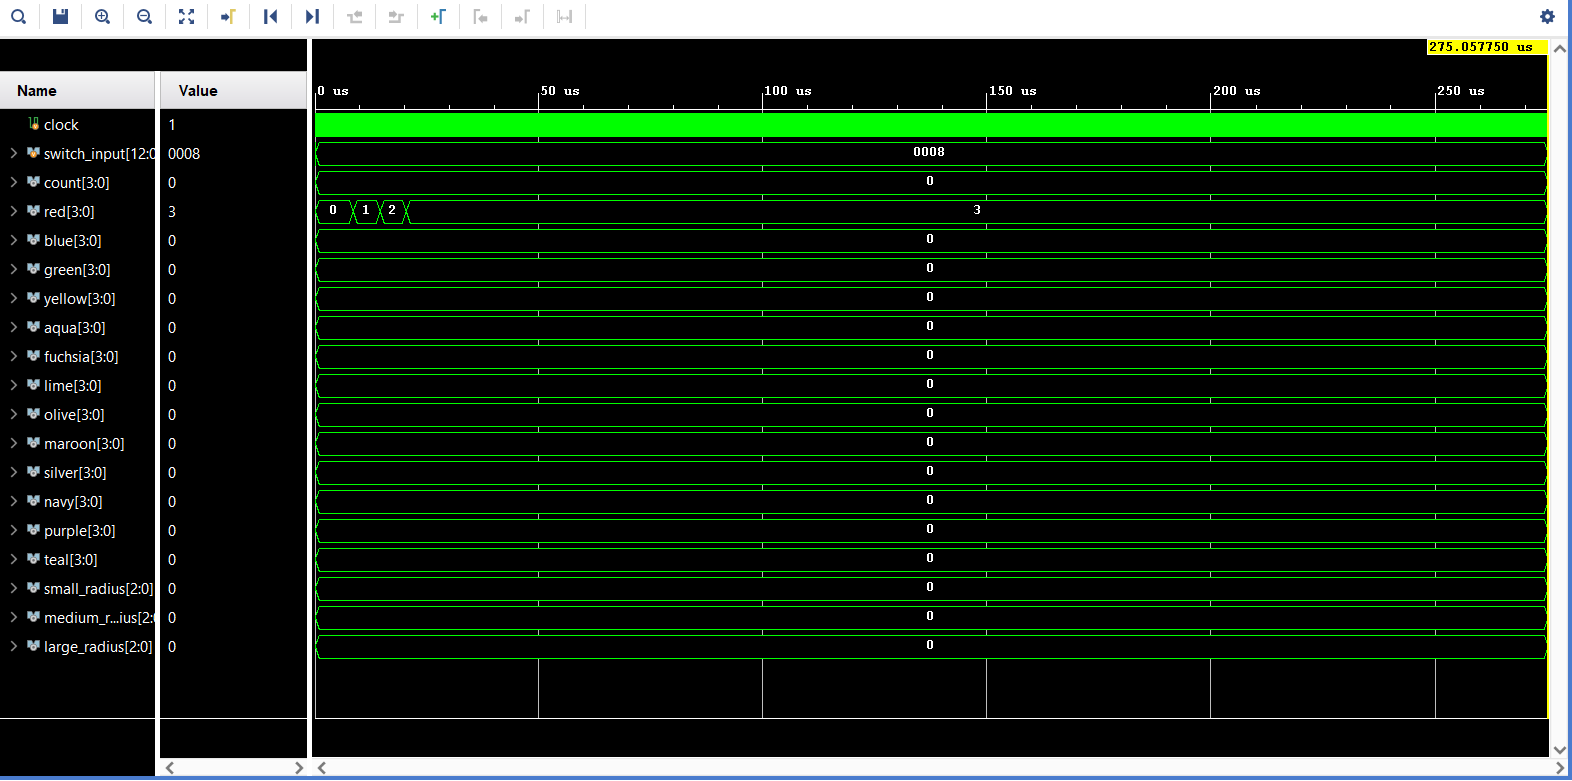 275.057750 us
Name Value 0 us 50 us 100 us 150 us 200 us 250 us
clock 1
switch_input[12:0 0008 0008
count[3:0] 0 0
red[3:0] 3 0 1 2 3
blue[3:0] 0 0
green[3:0] 0 0
yellow[3:0] 0 0
aqua[3:0] 0 0
fuchsia[3:0] 0 0
lime[3:0] 0 0
olive[3:0] 0 0
maroon[3:0] 0 0
silver[3:0] 0 0
navy[3:0] 0 0
purple[3:0] 0 0
teal[3:0] 0 0
small_radius[2:0] 0 0
medium_r...ius[2:0 0 0
large_radius[2:0] 0 0